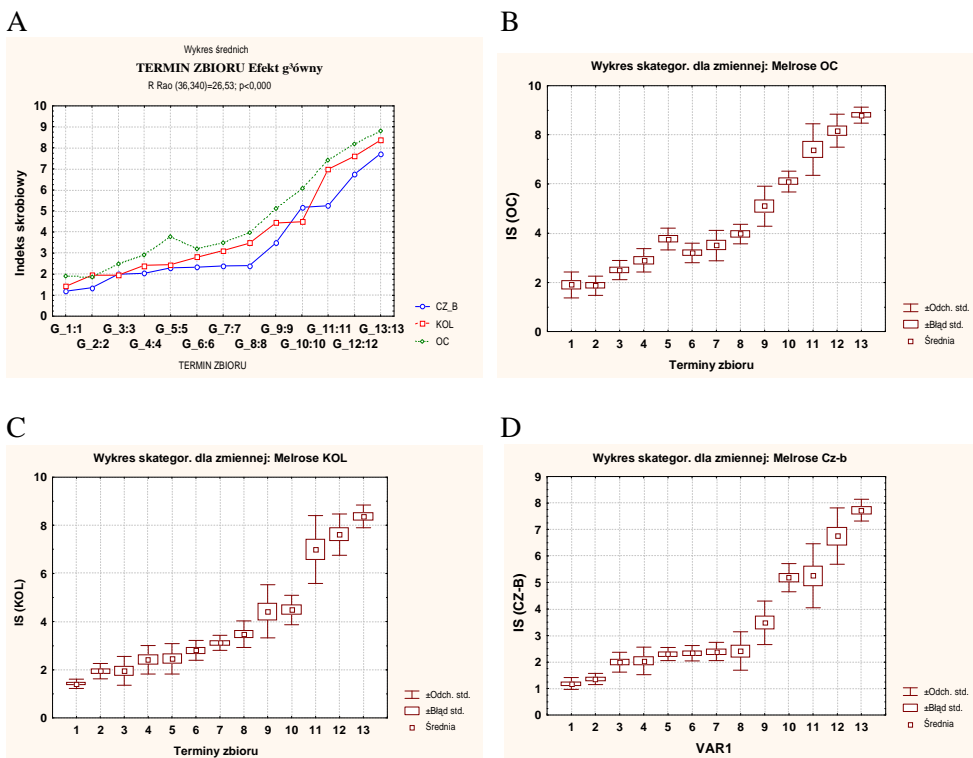 A
Wykres średnich
TERMIN ZBIORU Efekt g³ówny
R Rao (36,340)=26,53; p<0,000
Indeks skrobiowy
10
9
8
7
6
5
4
3
2
1
0
G_1:1 G_3:3 G_5:5 G_7:7 G_9:9 G_11:11 G_13:13
G_2:2 G_4:4 G_6:6 G_8:8 G_10:10 G_12:12
TERMIN ZBIORU
CZ_B
KOL
OC
B
Wykres skategor. dla zmiennej: Melrose OC
IS (OC)
10
8
6
4
2
0
1 2 3 4 5 6 7 8 9 10 11 12 13
Terminy zbioru
±Odch. std.
±Błąd std.
Średnia
C
Wykres skategor. dla zmiennej: Melrose KOL
IS (KOL)
10
8
6
4
2
0
1 2 3 4 5 6 7 8 9 10 11 12 13
Terminy zbioru
±Odch. std.
±Błąd std.
Średnia
D
Wykres skategor. dla zmiennej: Melrose Cz-b
IS (CZ-B)
9
8
7
6
5
4
3
2
1
0
1 2 3 4 5 6 7 8 9 10 11 12 13
VAR1
±Odch. std.
±Błąd std.
Średnia